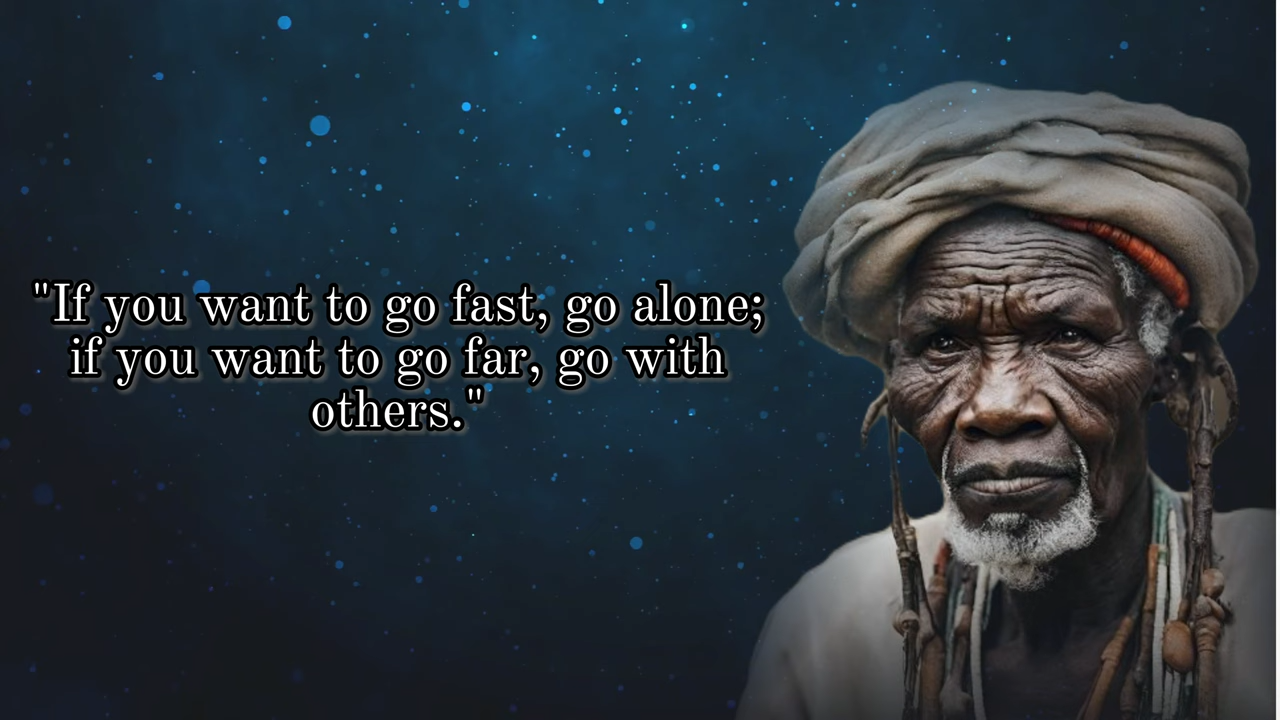 "If you want to go fast, go alone;
if you want to go far, go with
others."